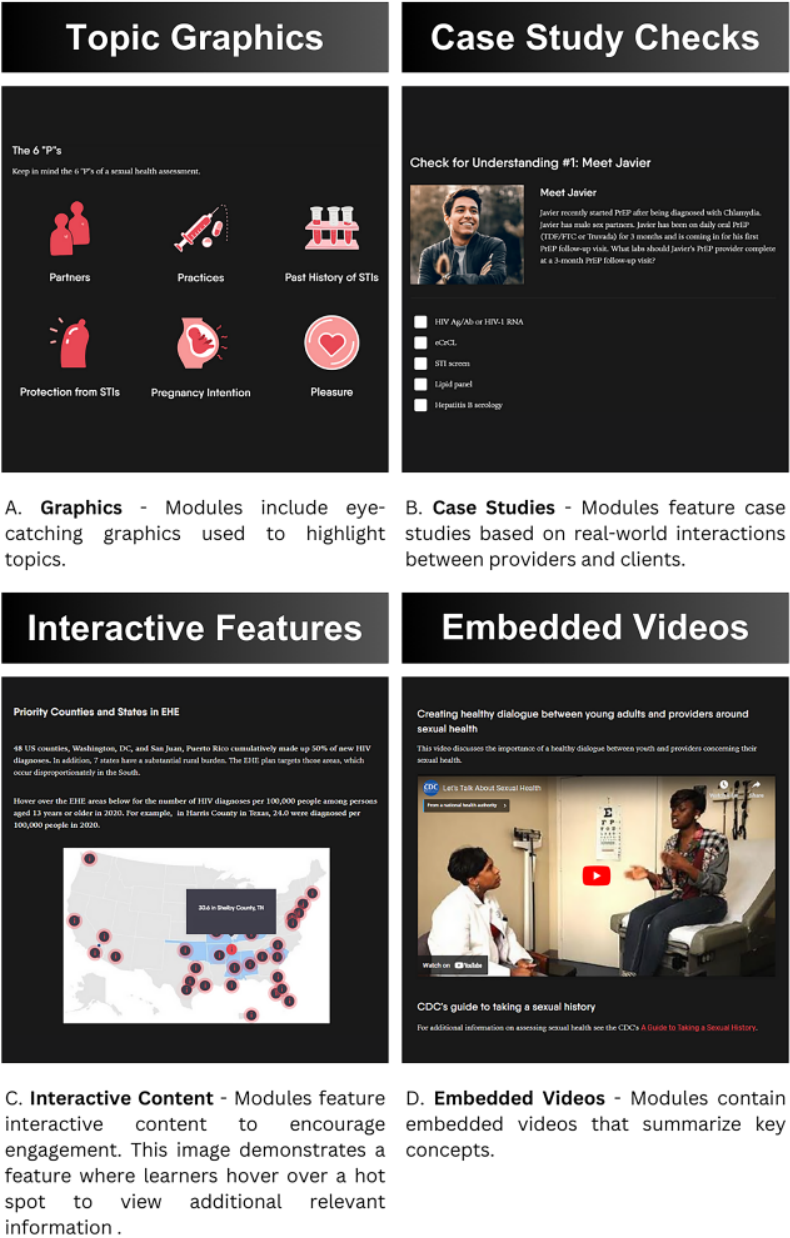 Topic Graphics
The 6 "P"s
Keep in mind the 6 "P"s of a sexual health assessment.
Partners
Practices
Past History of STIs
Protection from STIs
Pregnancy Intention
Pleasure
A. Graphics - Modules include eye-
catching graphics used to highlight
topics.
Case Study Checks
Check for Understanding #1: Meet Javier
Meet Javier
Javier recently started PrEP after being diagnosed with Chlamydia.
Javier has male sex partners. Javier has been on daily oral PrEP
(TDF/FTC or Truvada) for 3 months and is coming in for his first
PrEP follow-up visit. What labs should Javier's PrEP provider complete
at a 3-month PrEP follow-up visit?
HIV Ag/Ab or HIV-1 RNA
eCrCL
STI screen
Lipid panel
Hepatitis B serology
B. Case Studies - Modules feature case
studies based on real-world interactions
between providers and clients.
Interactive Features
Priority Counties and States in EHE
48 US counties, Washington, DC, and San Juan, Puerto Rico cumulatively made up 50% of new HIV
diagnoses. In addition, 7 states have a substantial rural burden. The EHE plan targets those areas, which
occur disproportionately in the South.
Hover over the EHE areas below for the number of HIV diagnoses per 100,000 people among persons
aged 13 years or older in 2020. For example, in Harris County in Texas, 24.0 were diagnosed per
100,000 people in 2020.
30.6 in Shelby County, TN
C. Interactive Content - Modules feature
interactive content to encourage
engagement. This image demonstrates a
feature where learners hover over a hot
spot to view additional relevant
information .
Embedded Videos
Creating healthy dialogue between young adults and providers around
sexual health
This video discusses the importance of a healthy dialogue between youth and providers concerning their
sexual health.
CDC Let's Talk About Sexual Health
From a national health authority
Share
Watch on YouTube
CDC's guide to taking a sexual history
For additional information on assessing sexual health see the CDC's A Guide to Taking a Sexual History.
D. Embedded Videos - Modules contain
embedded videos that summarize key
concepts.